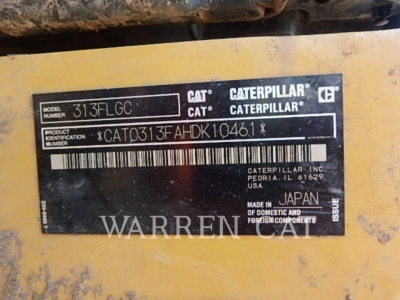 MODEL NUMBER 313FLGC CAT CATERPILLAR
CAT CATERPILLAR
PRODUCT IDENTIFICATION NUMBER *CAT0313FAHDK10461*
CATERPILLAR INC.
PEORIA, IL 61629
USA
MADE IN JAPAN
OF DOMESTIC AND
FOREIGN COMPONENTS
ISSUE
WARREN CAT